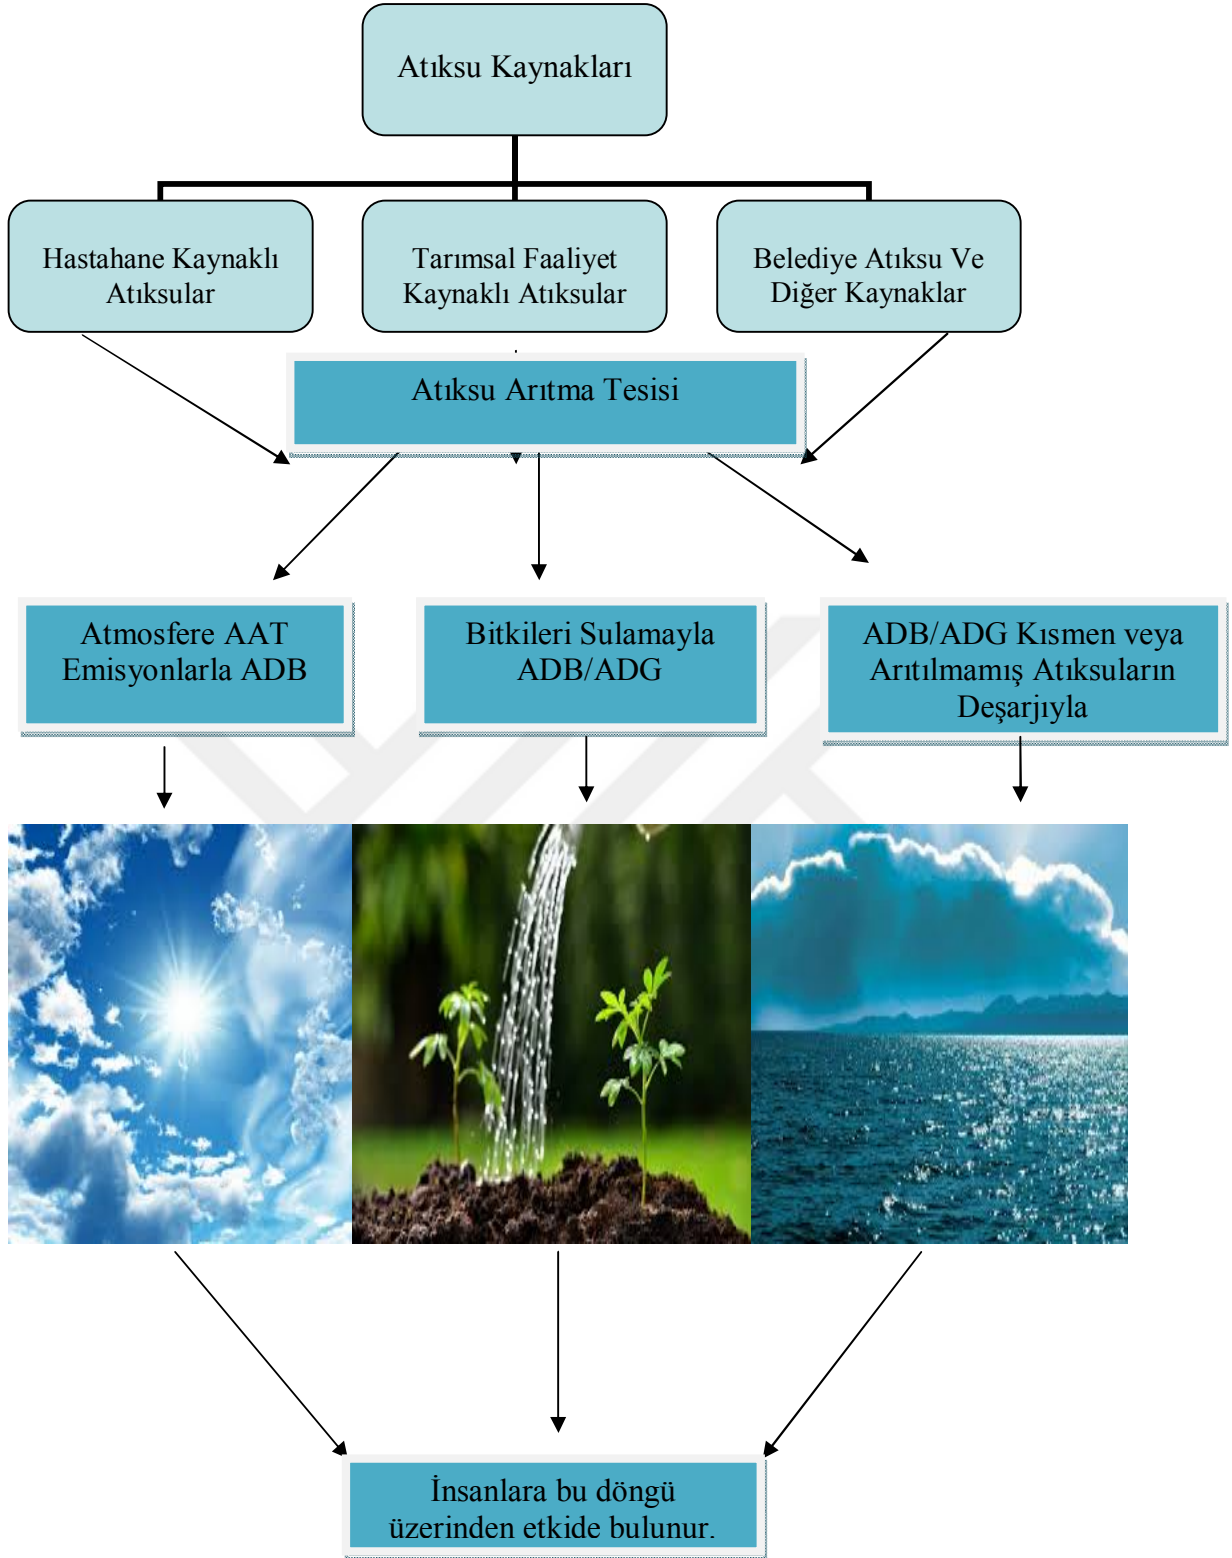 Atıksu Kaynakları
Hastahane Kaynaklı
Atıksular
Tarımsal Faaliyet
Kaynaklı Atıksular
Belediye Atıksu Ve
Diğer Kaynaklar
Atıksu Arıtma Tesisi
Atmosfere AAT
Emisyonlarla ADB
Bitkileri Sulamayla
ADB/ADG
ADB/ADG Kısmen veya
Arıtılmamış Atıksuların
Deşarjıyla
İnsanlara bu döngü
üzerinden etkide bulunur.